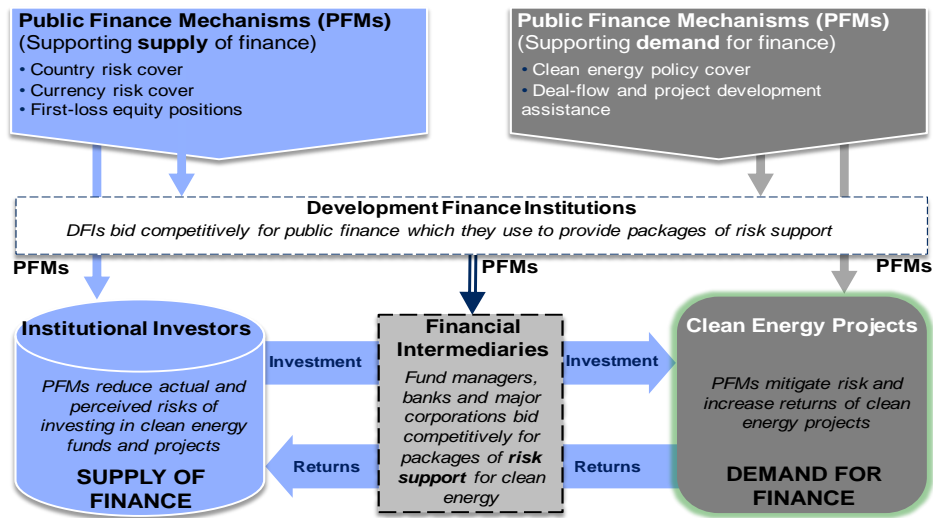 Public Finance Mechanisms (PFMs)
(Supporting supply of finance)
• Country risk cover
• Currency risk cover
• First-loss equity positions
Public Finance Mechanisms (PFMs)
(Supporting demand for finance)
• Clean energy policy cover
• Deal-flow and project development
assistance
Development Finance Institutions
DFIs bid competitively for public finance which they use to provide packages of risk support
PFMs
PFMs
PFMs
Institutional Investors
PFMs reduce actual and
perceived risks of
investing in clean energy
funds and projects
SUPPLY OF
FINANCE
Investment
Returns
Financial
Intermediaries
Fund managers,
banks and major
corporations bid
competitively for
packages of risk
support for clean
energy
Investment
Returns
Clean Energy Projects
PFMs mitigate risk and
increase returns of clean
energy projects
DEMAND FOR
FINANCE